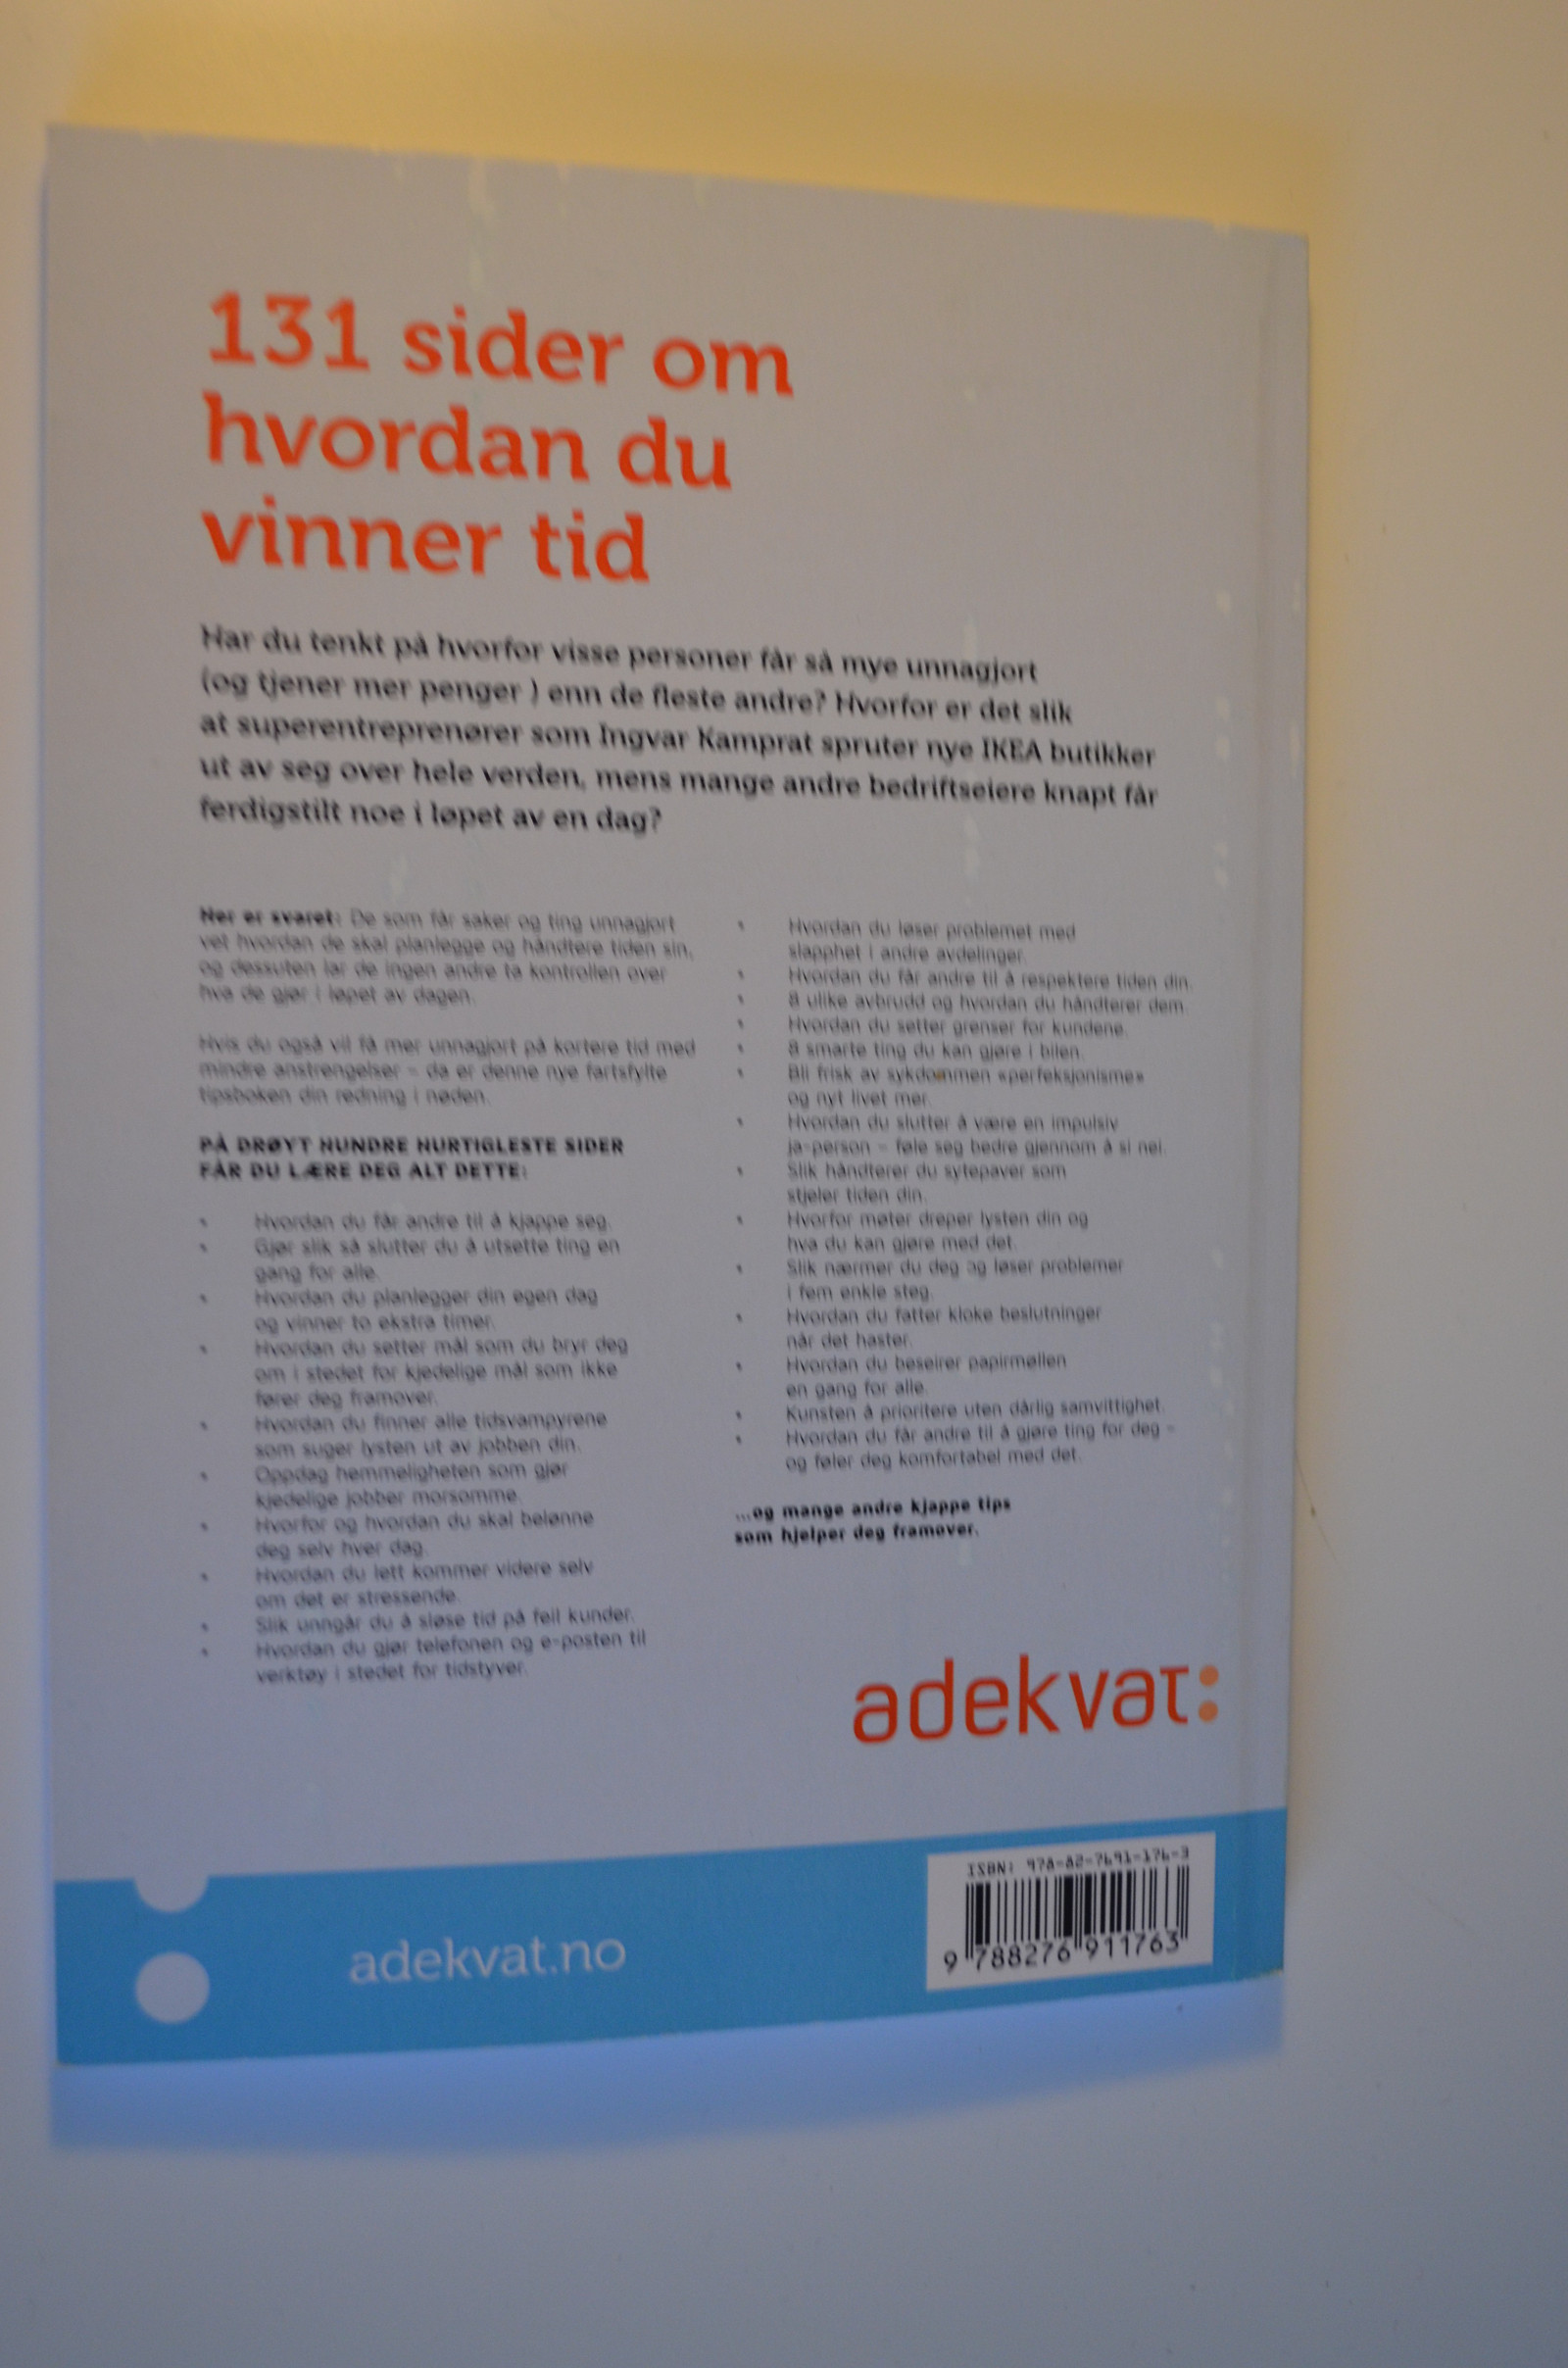 131 sider om
hvordan du
vinner tid
Har du tenkt på hvorfor visse personer får så mye unnagjort
(og tjener mer penger ) enn de fleste andre? Hvorfor er det slik
at superentreprenører som Ingvar Kamprat spruter nye IKEA butikker
ut av seg over hele verden, mens mange andre bedriftseiere knapt får
ferdigstilt noe i løpet av en dag?
Her er svaret: De som får saker og ting unnagjort
vet hvordan de skal planlegge og håndtere tiden sin,
og dessuten lar de ingen andre ta kontrollen over
hva de gjør i løpet av dagen.
Hvis du også vil få mer unnagjort på kortere tid med
mindre anstrengelser – da er denne nye fartsfylte
tipsboken din redning i nøden.
PÅ DRØYT HUNDRE HURTIGLESTE SIDER
FÅR DU LÆRE DEG ALT DETTE:
• Hvordan du får andre til å kjappe seg.
• Gjør slik så slutter du å utsette ting en
gang for alle.
• Hvordan du planlegger din egen dag
og vinner to ekstra timer.
• Hvordan du setter mål som du bryr deg
om i stedet for kjedelige mål som ikke
fører deg framover.
• Hvordan du finner alle tidsvampyrene
som suger lysten ut av jobben din.
• Oppdag hemmeligheten som gjør
kjedelige jobber morsomme.
• Hvorfor og hvordan du skal belønne
deg selv hver dag.
• Hvordan du lett kommer videre selv
om det er stressende.
• Slik unngår du å sløse tid på feil kunder.
• Hvordan du gjør telefonen og e-posten til
verktøy i stedet for tidstyver.
• Hvordan du løser problemet med
slapphet i andre avdelinger.
• Hvordan du får andre til å respektere tiden din.
• 8 ulike avbrudd og hvordan du håndterer dem.
• Hvordan du setter grenser for kundene.
• 8 smarte ting du kan gjøre i bilen.
• Bli frisk av sykdommen «perfeksjonisme»
og nyt livet mer.
• Hvordan du slutter å være en impulsiv
ja-person – føle seg bedre gjennom å si nei.
• Slik håndterer du sytepaver som
stjeler tiden din.
• Hvorfor møter dreper lysten din og
hva du kan gjøre med det.
• Slik nærmer du deg og løser problemer
i fem enkle steg.
• Hvordan du fatter kloke beslutninger
når det haster.
• Hvordan du beseirer papirmøllen
en gang for alle.
• Kunsten å prioritere uten dårlig samvittighet.
• Hvordan du får andre til å gjøre ting for deg –
og føler deg komfortabel med det.
...og mange andre kjappe tips
som hjelper deg framover.
adekvat:
adekvat.no
ISBN: 978-82-7691-176-3
9 788276 911763